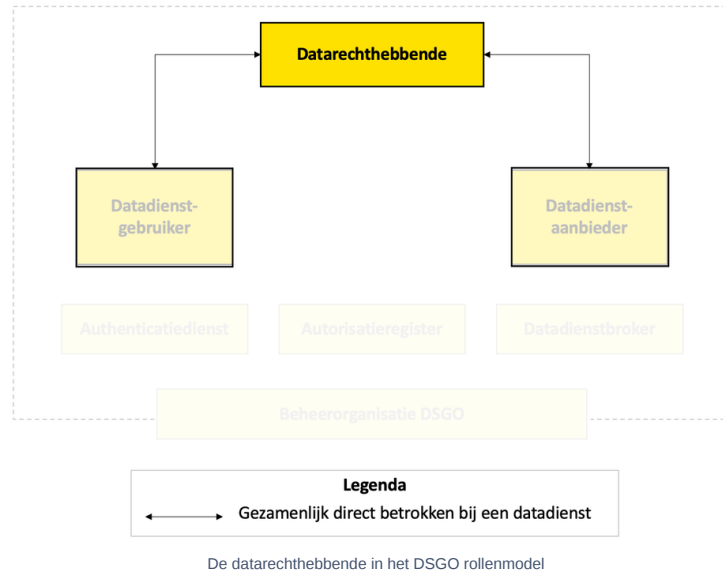 Datarechthebbende
Datadienst-
gebruiker
Datadienst-
aanbieder
Authenticatiedienst
Autorisatieregister
Datadienstbroker
Beheerorganisatie DSGO
Legenda
Gezamenlijk direct betrokken bij een datadienst
De datarechthebbende in het DSGO rollenmodel